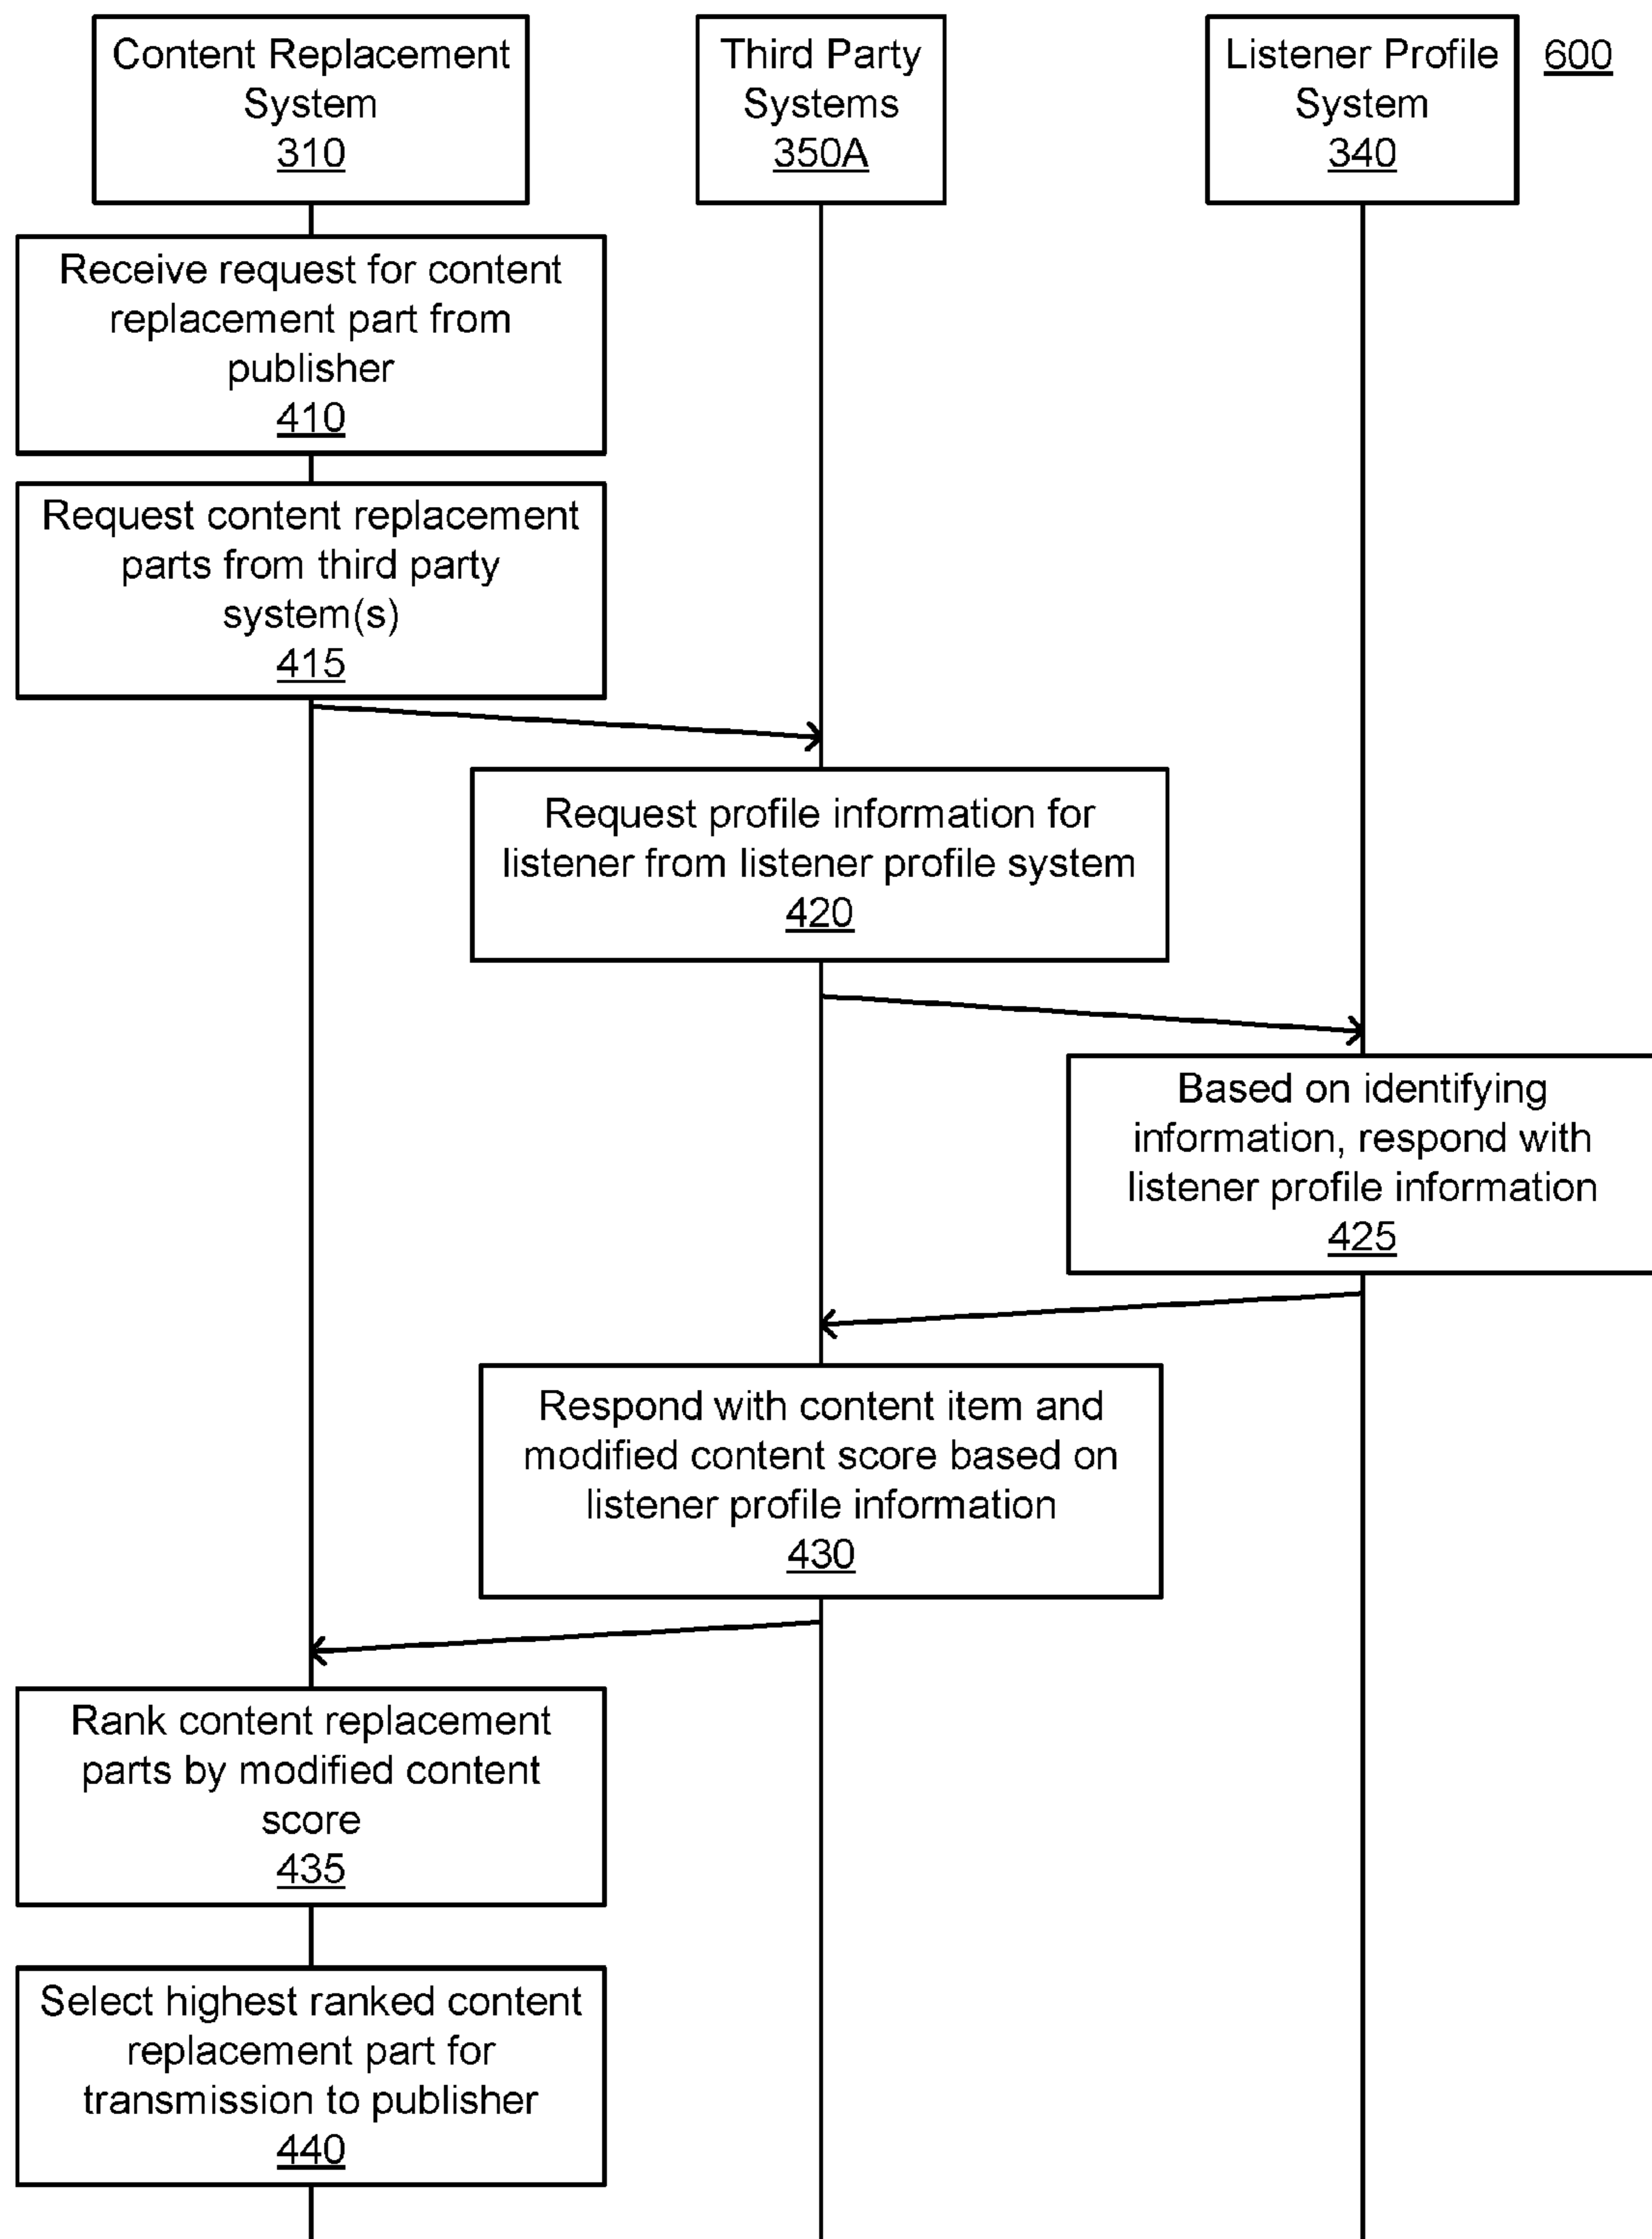 Content Replacement
System
310
Third Party
Systems
350A
Listener Profile
System
340
600
Receive request for content
replacement part from
publisher
410
Request content replacement
parts from third party
system(s)
415
Request profile information for
listener from listener profile system
420
Based on identifying
information, respond with
listener profile information
425
Respond with content item and
modified content score based on
listener profile information
430
Rank content replacement
parts by modified content
score
435
Select highest ranked content
replacement part for
transmission to publisher
440